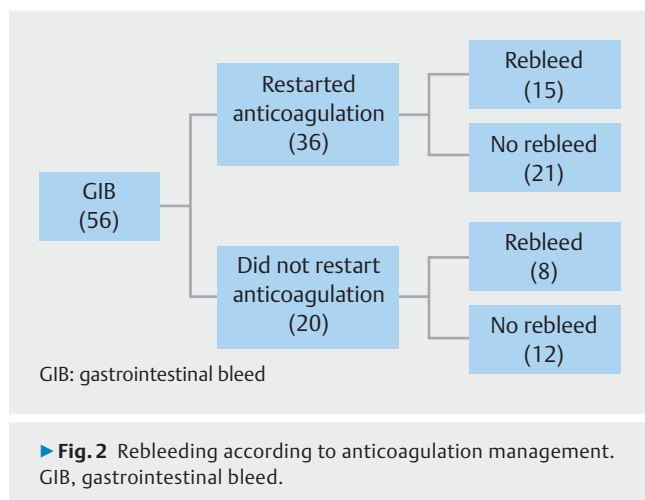 GIB
(56)
Restarted
anticoagulation
(36)
Rebleed
(15)
No rebleed
(21)
Did not restart
anticoagulation
(20)
Rebleed
(8)
No rebleed
(12)
GIB: gastrointestinal bleed
▶ Fig. 2 Rebleeding according to anticoagulation management.
GIB, gastrointestinal bleed.